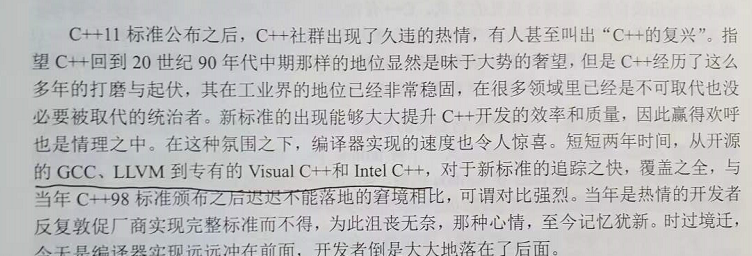 C++11 标准公布之后，C++社群出现了久违的热情，有人甚至叫出“C++的复兴”。指
望 C++回到 20 世纪 90 年代中期那样的地位显然是昧于大势的奢望，但是 C++经历了这么
多年的打磨与起伏，其在工业界的地位已经非常稳固，在很多领域里已经是不可取代也没
必要被取代的统治者。新标准的出现能够大大提升 C++开发的效率和质量，因此赢得欢呼
也是情理之中。在这种氛围之下，编译器实现的速度也令人惊喜。短短两年时间，从开源
的 GCC、LLVM 到专有的 Visual C++和 Intel C++，对于新标准的追踪之快，覆盖之全，与
当年 C++98 标准颁布之后迟迟不能落地的窘境相比，可谓对比强烈。当年是热情的开发者
反复敦促厂商实现完整标准而不得，为此沮丧无奈，那种心情，至今记忆犹新。时过境迁，
今天是编译器实现远远冲在前面，开发者倒是大大地落在了后面。